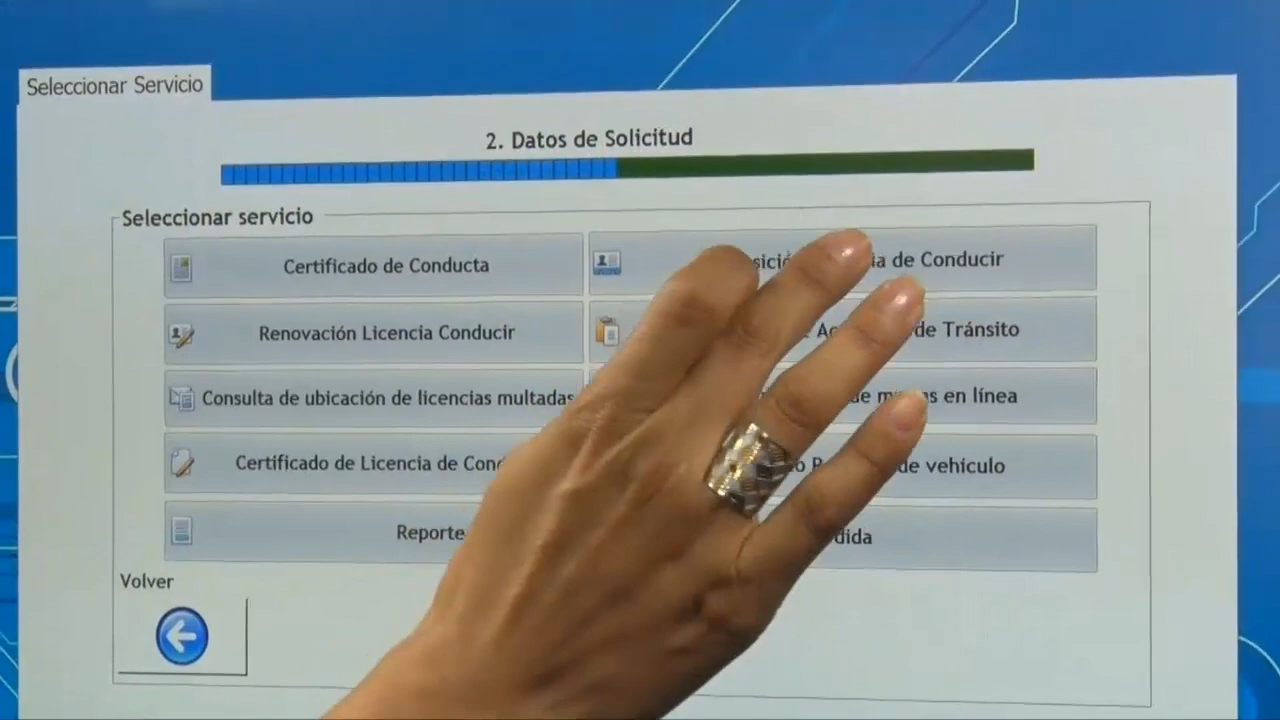 Seleccionar Servicio
2. Datos de Solicitud
Seleccionar servicio
Certificado de Conducta
de Conducir
Renovación Licencia Conducir
de Tránsito
Consulta de ubicación de licencias multadas
en línea
Certificado de Licencia de
de vehículo
Reporte
Volver